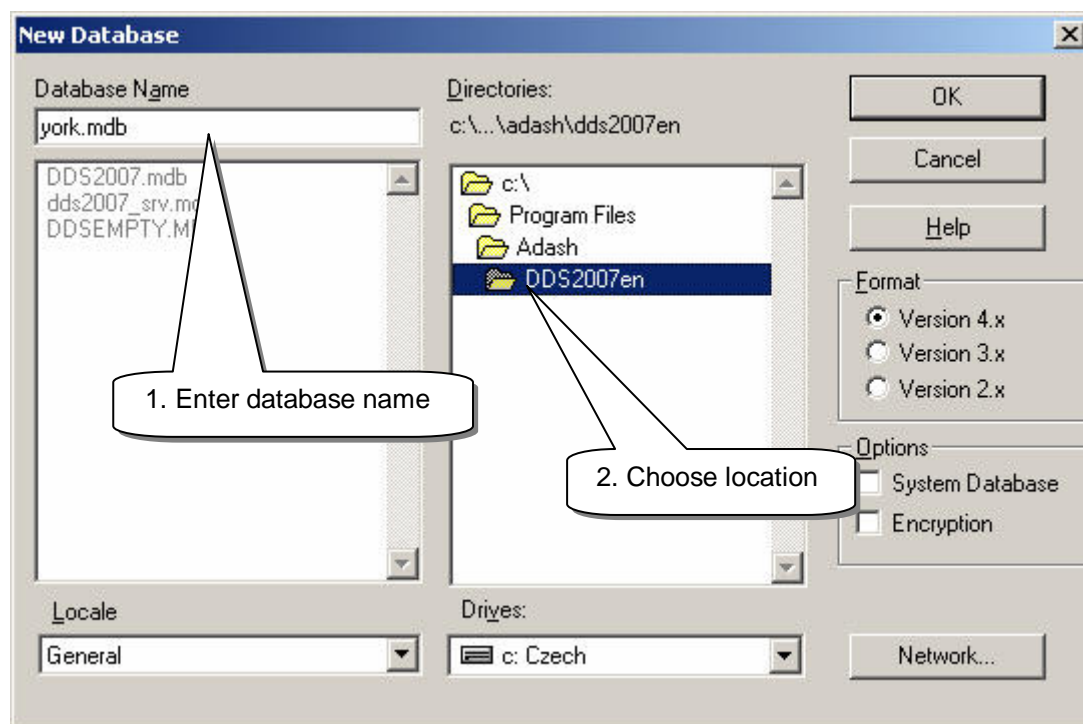 New Database
Database Name
york.mdb
DDS2007.mdb
dds2007_srv.
DDSEMPTY.
1. Enter database name
Locale
General
Directories:
c:\...\adash\dds2007en
c:\
Program Files
Adash
DDS2007en
2. Choose location
Drives:
c: Czech
OK
Cancel
Help
Format
Version 4.x
Version 3.x
Version 2.x
Options
System Database
Encryption
Network...